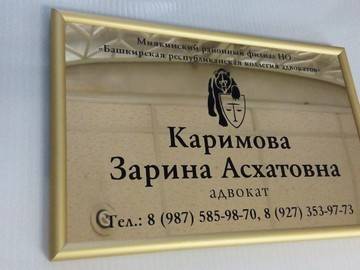 Миякинский районный филиал НО
«Башкирская республиканская коллегия адвокатов»
Каримова
Зарина Асхатовна
адвокат
Тел.: 8 (987) 585-98-70, 8 (927) 353-97-73